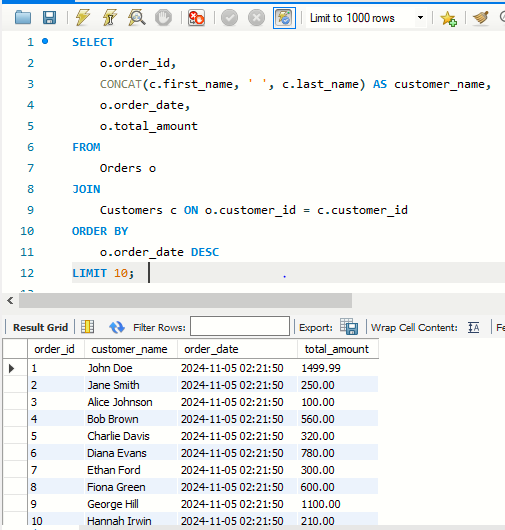 Limit to 1000 rows
1 SELECT
2 o.order_id,
3 CONCAT(c.first_name, ' ', c.last_name) AS customer_name,
4 o.order_date,
5 o.total_amount
6 FROM
7 Orders o
8 JOIN
9 Customers c ON o.customer_id = c.customer_id
10 ORDER BY
11 o.order_date DESC
12 LIMIT 10;
Result Grid Filter Rows: Export: Wrap Cell Content: IA Fe
order_id customer_name order_date total_amount
1 John Doe 2024-11-05 02:21:50 1499.99
2 Jane Smith 2024-11-05 02:21:50 250.00
3 Alice Johnson 2024-11-05 02:21:50 100.00
4 Bob Brown 2024-11-05 02:21:50 560.00
5 Charlie Davis 2024-11-05 02:21:50 320.00
6 Diana Evans 2024-11-05 02:21:50 780.00
7 Ethan Ford 2024-11-05 02:21:50 300.00
8 Fiona Green 2024-11-05 02:21:50 600.00
9 George Hill 2024-11-05 02:21:50 1100.00
10 Hannah Irwin 2024-11-05 02:21:50 210.00